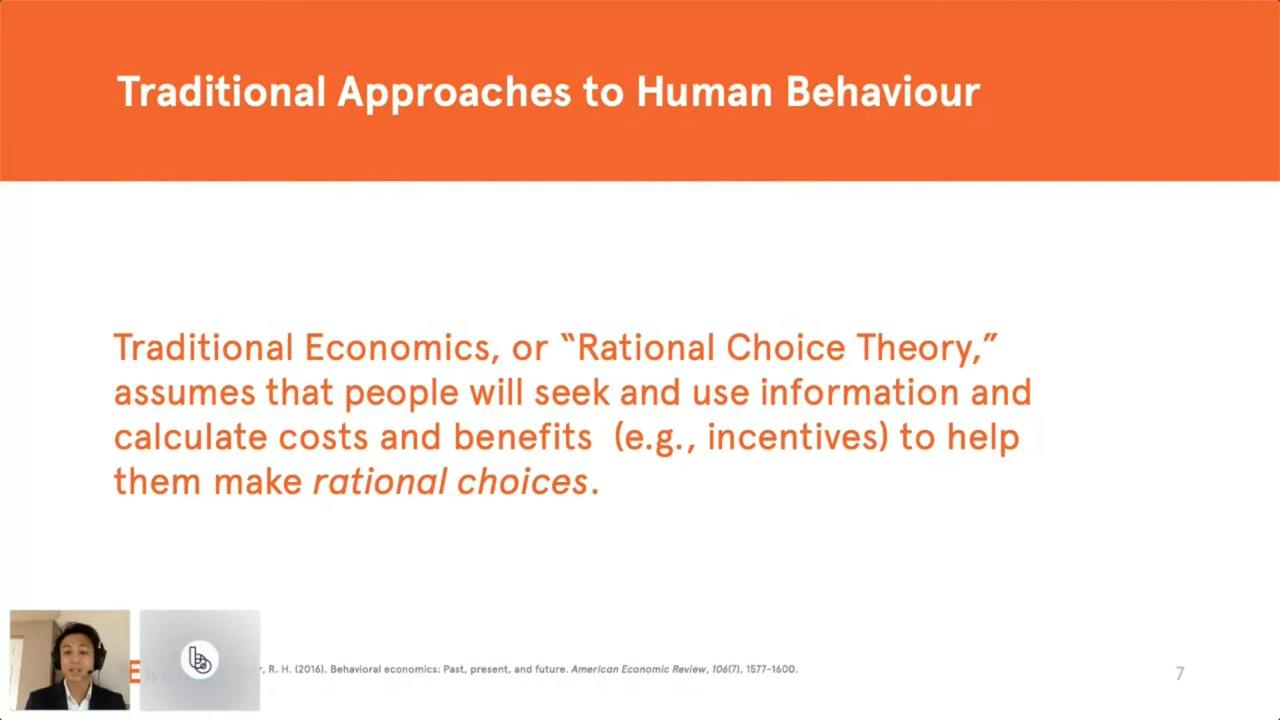 Traditional Approaches to Human Behaviour
Traditional Economics, or “Rational Choice Theory,”
assumes that people will seek and use information and
calculate costs and benefits (e.g., incentives) to help
them make rational choices.
R. H. (2016). Behavioral economics: Past, present, and future. American Economic Review, 106(7), 1577-1600.
7